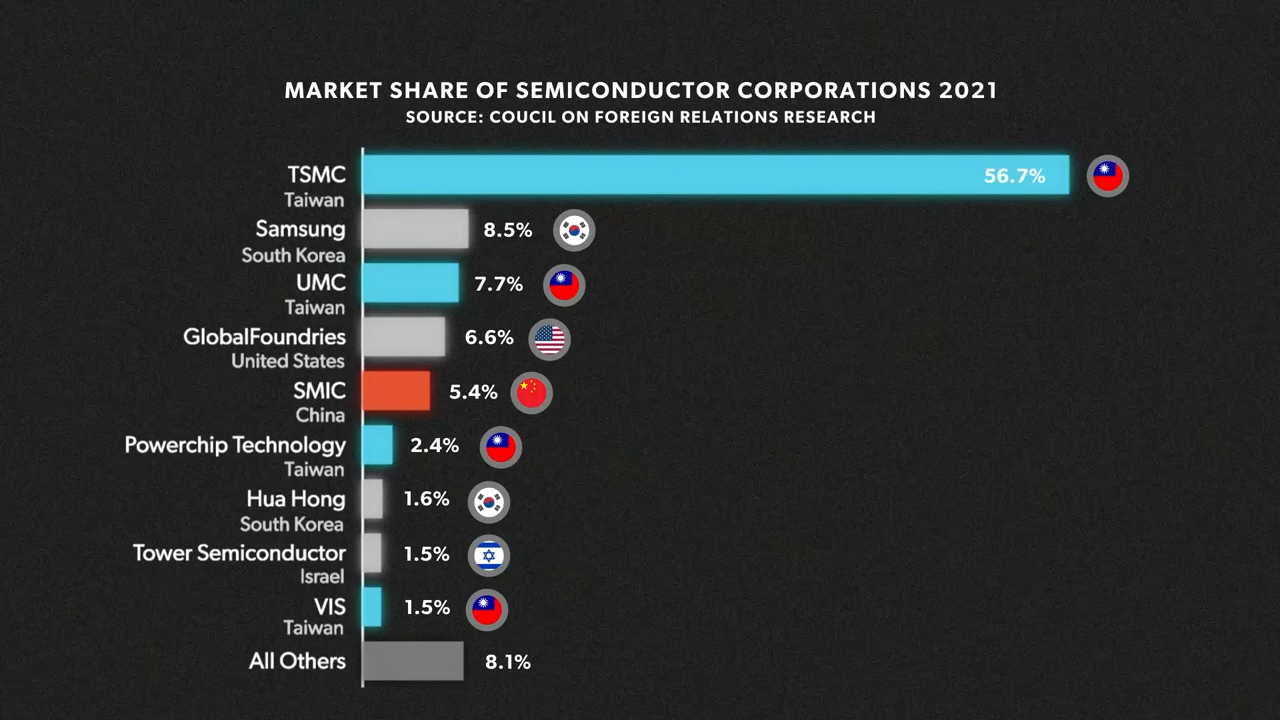 MARKET SHARE OF SEMICONDUCTOR CORPORATIONS 2021
SOURCE: COUCIL ON FOREIGN RELATIONS RESEARCH
TSMC 56.7%
Taiwan
Samsung 8.5%
South Korea
UMC 7.7%
Taiwan
GlobalFoundries 6.6%
United States
SMIC 5.4%
China
Powerchip Technology 2.4%
Taiwan
Hua Hong 1.6%
South Korea
Tower Semiconductor 1.5%
Israel
VIS 1.5%
Taiwan
All Others 8.1%